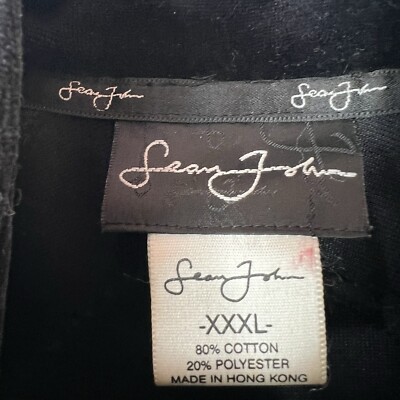 Sean John Sean John
Sean John
Sean John
-XXXL-
80% COTTON
20% POLYESTER
MADE IN HONG KONG